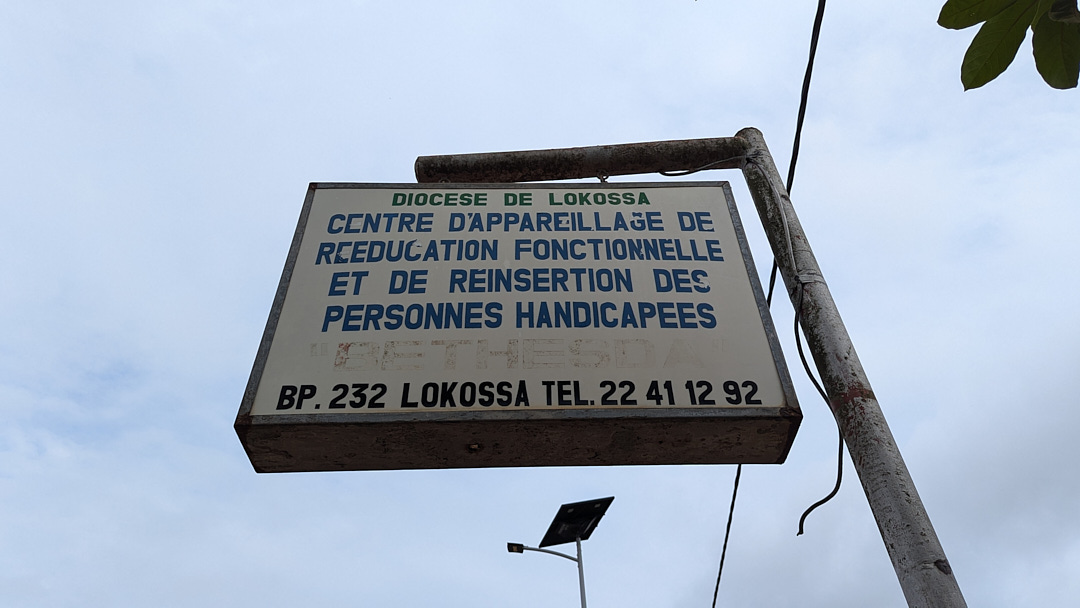 DIOCESE DE LOKOSSA
CENTRE D'APPAREILLAGE DE
REEDUCATION FONCTIONNELLE
ET DE REINSERTION DES
PERSONNES HANDICAPEES
"BETHESDA"
BP. 232 LOKOSSA TEL. 22 41 12 92